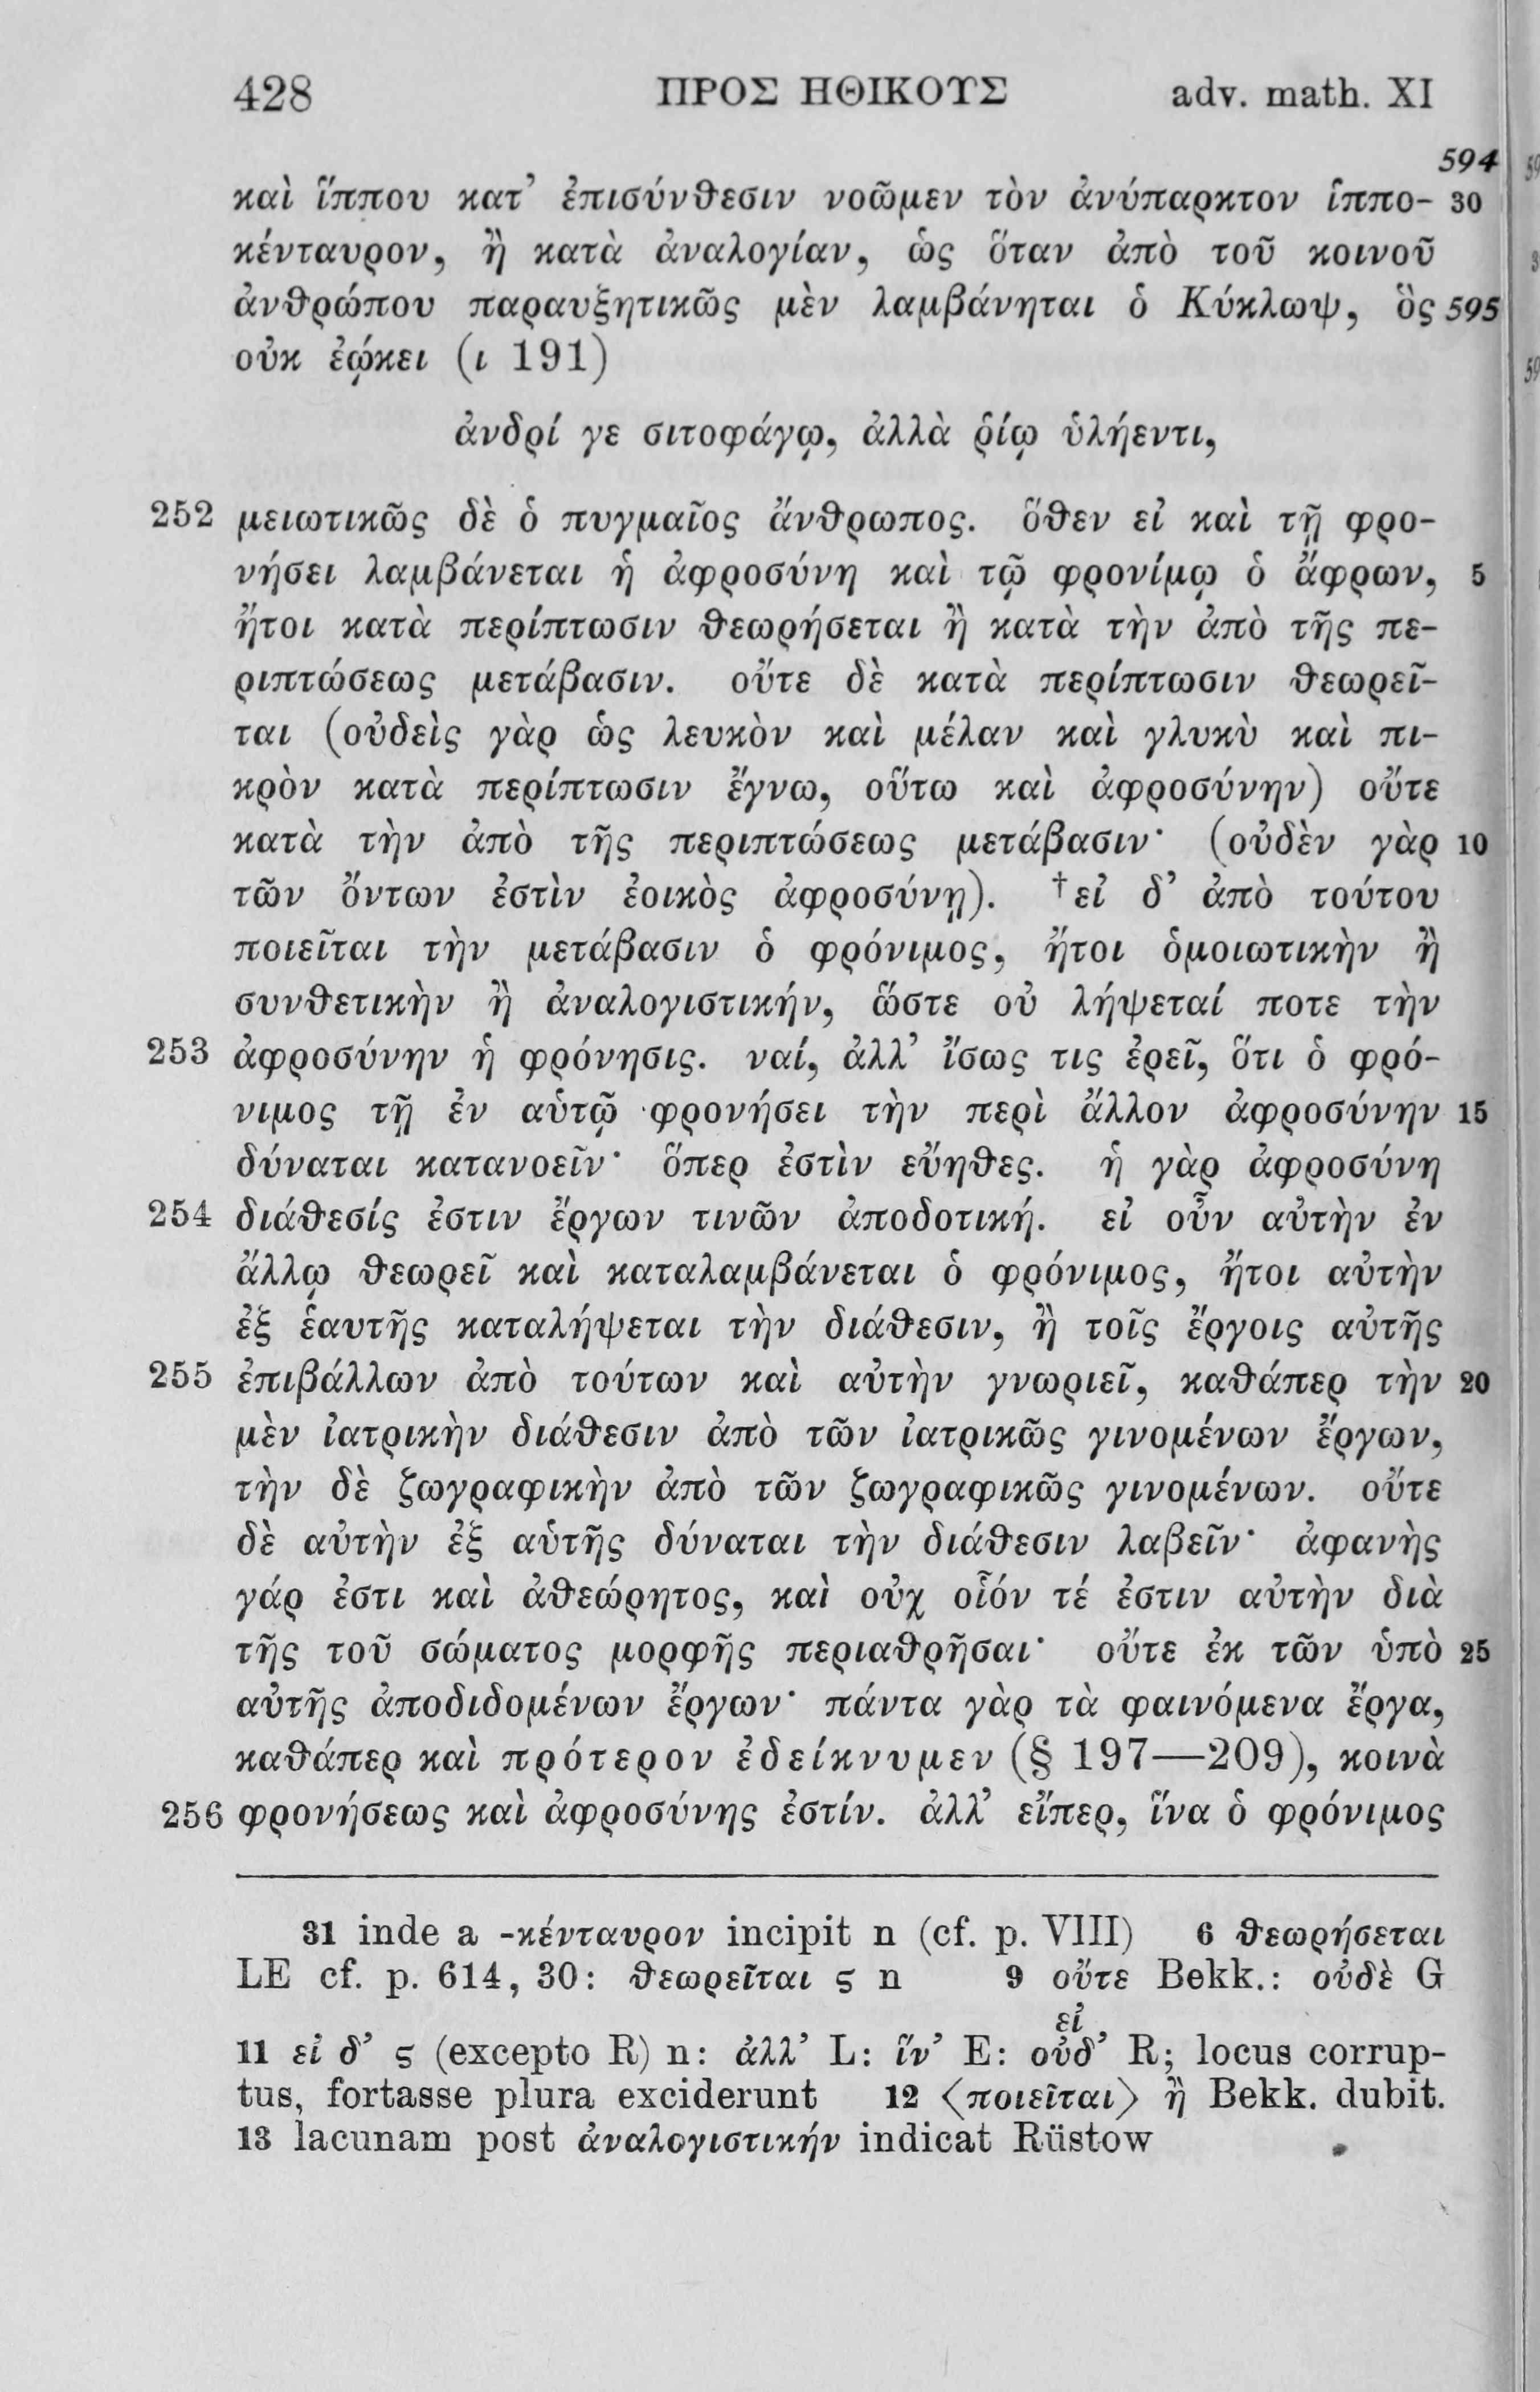 428 ΠΡΟΣ ΗΘΙΚΟΥΣ adv. math. XI
594
καὶ ἵππου κατ’ ἐπισύνθεσιν νοῶμεν τὸν ἀνύπαρκτον ἱππο- 30
κένταυρον, ἢ κατὰ ἀναλογίαν, ὡς ὅταν ἀπὸ τοῦ κοινοῦ
ἀνθρώπου παραυξητικῶς μὲν λαμβάνηται ὁ Κύκλωψ, ὃς 595
οὐκ ἐῴκει (ι 191)
ἀνδρί γε σιτοφάγῳ, ἀλλὰ ῥίῳ ὑλήεντι,
252 μειωτικῶς δὲ ὁ πυγμαῖος ἄνθρωπος. ὅθεν εἰ καὶ τῇ φρο-
νήσει λαμβάνεται ἡ ἀφροσύνη καὶ τῷ φρονίμῳ ὁ ἄφρων, 5
ἤτοι κατὰ περίπτωσιν θεωρήσεται ἢ κατὰ τὴν ἀπὸ τῆς πε-
ριπτώσεως μετάβασιν. οὔτε δὲ κατὰ περίπτωσιν θεωρεῖ-
ται (οὐδεὶς γὰρ ὡς λευκὸν καὶ μέλαν καὶ γλυκὺ καὶ πι-
κρὸν κατὰ περίπτωσιν ἔγνω, οὕτω καὶ ἀφροσύνην) οὔτε
κατὰ τὴν ἀπὸ τῆς περιπτώσεως μετάβασιν· (οὐδὲν γὰρ 10
τῶν ὄντων ἐστὶν ἐοικὸς ἀφροσύνῃ). †εἰ δ’ ἀπὸ τούτου
ποιεῖται τὴν μετάβασιν ὁ φρόνιμος, ἤτοι ὁμοιωτικὴν ἢ
συνθετικὴν ἢ ἀναλογιστικήν, ὥστε οὐ λήψεταί ποτε τὴν
253 ἀφροσύνην ἡ φρόνησις. ναί, ἀλλ’ ἴσως τις ἐρεῖ, ὅτι ὁ φρό-
νιμος τῇ ἐν αὑτῷ φρονήσει τὴν περὶ ἄλλον ἀφροσύνην 15
δύναται κατανοεῖν· ὅπερ ἐστὶν εὔηθες. ἡ γὰρ ἀφροσύνη
254 διάθεσίς ἐστιν ἔργων τινῶν ἀποδοτική. εἰ οὖν αὐτὴν ἐν
ἄλλῳ θεωρεῖ καὶ καταλαμβάνεται ὁ φρόνιμος, ἤτοι αὐτὴν
ἐξ ἑαυτῆς καταλήψεται τὴν διάθεσιν, ἢ τοῖς ἔργοις αὐτῆς
255 ἐπιβάλλων ἀπὸ τούτων καὶ αὐτὴν γνωριεῖ, καθάπερ τὴν 20
μὲν ἰατρικὴν διάθεσιν ἀπὸ τῶν ἰατρικῶς γινομένων ἔργων,
τὴν δὲ ζωγραφικὴν ἀπὸ τῶν ζωγραφικῶς γινομένων. οὔτε
δὲ αὐτὴν ἐξ αὑτῆς δύναται τὴν διάθεσιν λαβεῖν· ἀφανὴς
γάρ ἐστι καὶ ἀθεώρητος, καὶ οὐχ οἷόν τέ ἐστιν αὐτὴν διὰ
τῆς τοῦ σώματος μορφῆς περιαθρῆσαι· οὔτε ἐκ τῶν ὑπὸ 25
αὐτῆς ἀποδιδομένων ἔργων· πάντα γὰρ τὰ φαινόμενα ἔργα,
καθάπερ καὶ πρότερον ἐδείκνυμεν (§ 197—209), κοινὰ
256 φρονήσεως καὶ ἀφροσύνης ἐστίν. ἀλλ’ εἴπερ, ἵνα ὁ φρόνιμος
31 inde a -κένταυρον incipit n (cf. p. VIII) 6 θεωρήσεται
LE cf. p. 614, 30: θεωρεῖται ς n 9 οὔτε Bekk.: οὐδὲ G
εἰ
11 εἰ δ’ ς (excepto R) n: ἀλλ’ L: ἵν’ E: οὐδ’ R; locus corrup-
tus, fortasse plura exciderunt 12 ⟨ποιεῖται⟩ ἢ Bekk. dubit.
13 lacunam post ἀναλογιστικήν indicat Rüstow